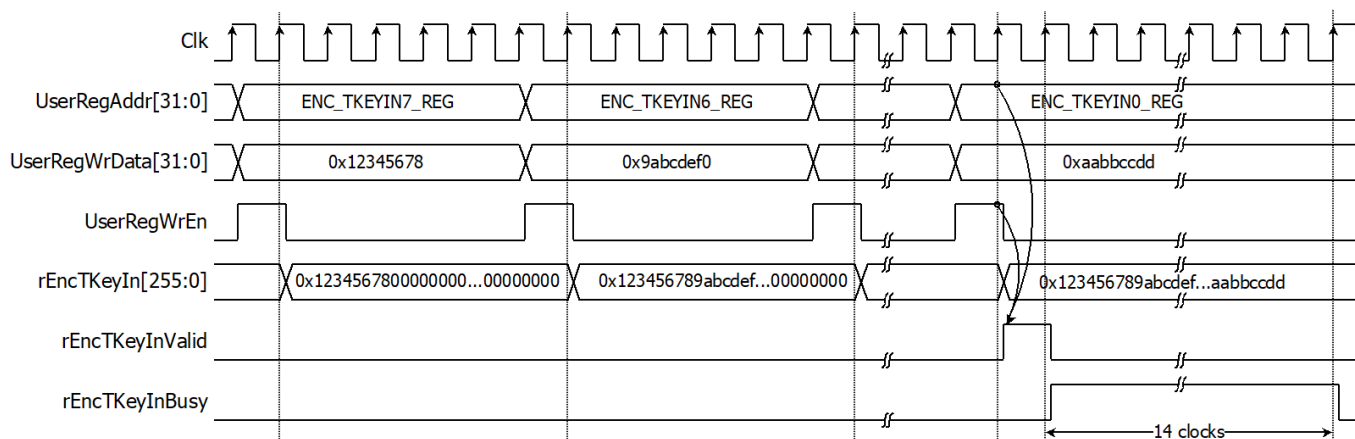 Clk
UserRegAddr[31:0] ENC_TKEYIN7_REG ENC_TKEYIN6_REG ENC_TKEYIN0_REG
UserRegWrData[31:0] 0x12345678 0x9abcdef0 0xaabbccdd
UserRegWrEn
rEncTKeyIn[255:0] 0x1234567800000000...00000000 0x123456789abcdef...00000000 0x123456789abcdef...aabbccdd
rEncTKeyInValid
rEncTKeyInBusy
14 clocks